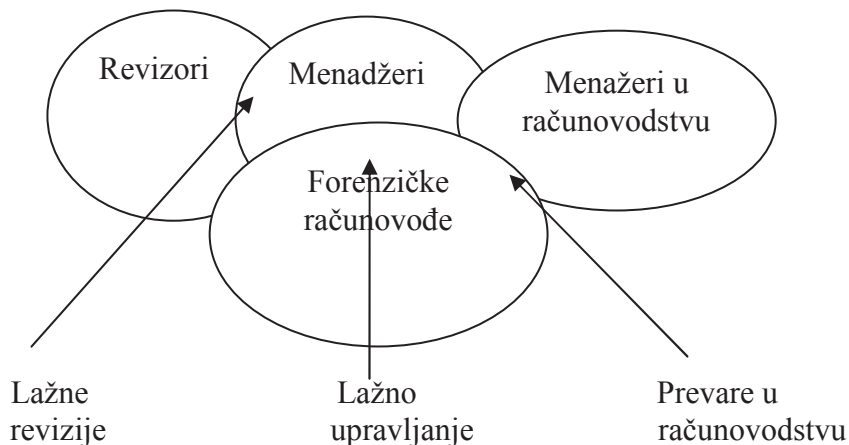 Revizori
Menadžeri
Menažeri u
računovodstvu
Forenzičke
računovođe
Lažne
revizije
Lažno
upravljanje
Prevare u
računovodstvu